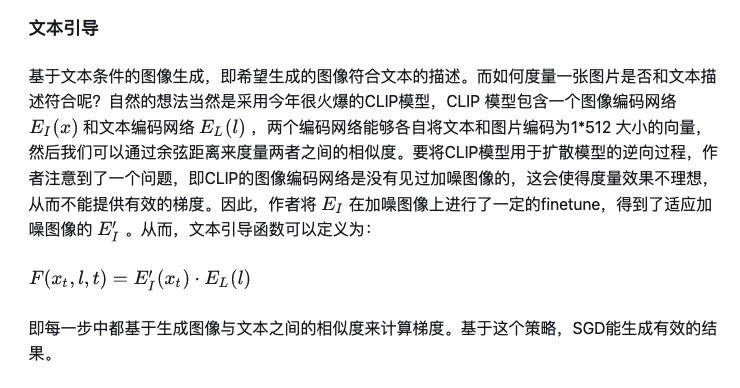 文本引导
基于文本条件的图像生成，即希望生成的图像符合文本的描述。而如何度量一张图片是否和文本描
述符合呢？自然的想法当然是采用今年很火爆的CLIP模型，CLIP 模型包含一个图像编码网络
E_I(x) 和文本编码网络 E_L(l) ，两个编码网络能够各自将文本和图片编码为1*512 大小的向量，
然后我们可以通过余弦距离来度量两者之间的相似度。要将CLIP模型用于扩散模型的逆向过程，作
者注意到了一个问题，即CLIP的图像编码网络是没有见过加噪图像的，这会使得度量效果不理想，
从而不能提供有效的梯度。因此，作者将 E_I 在加噪图像上进行了一定的finetune，得到了适应加
噪图像的 E'_I 。从而，文本引导函数可以定义为：
F(x_t, l, t) = E'_I(x_t) · E_L(l)
即每一步中都基于生成图像与文本之间的相似度来计算梯度。基于这个策略，SGD能生成有效的结
果。